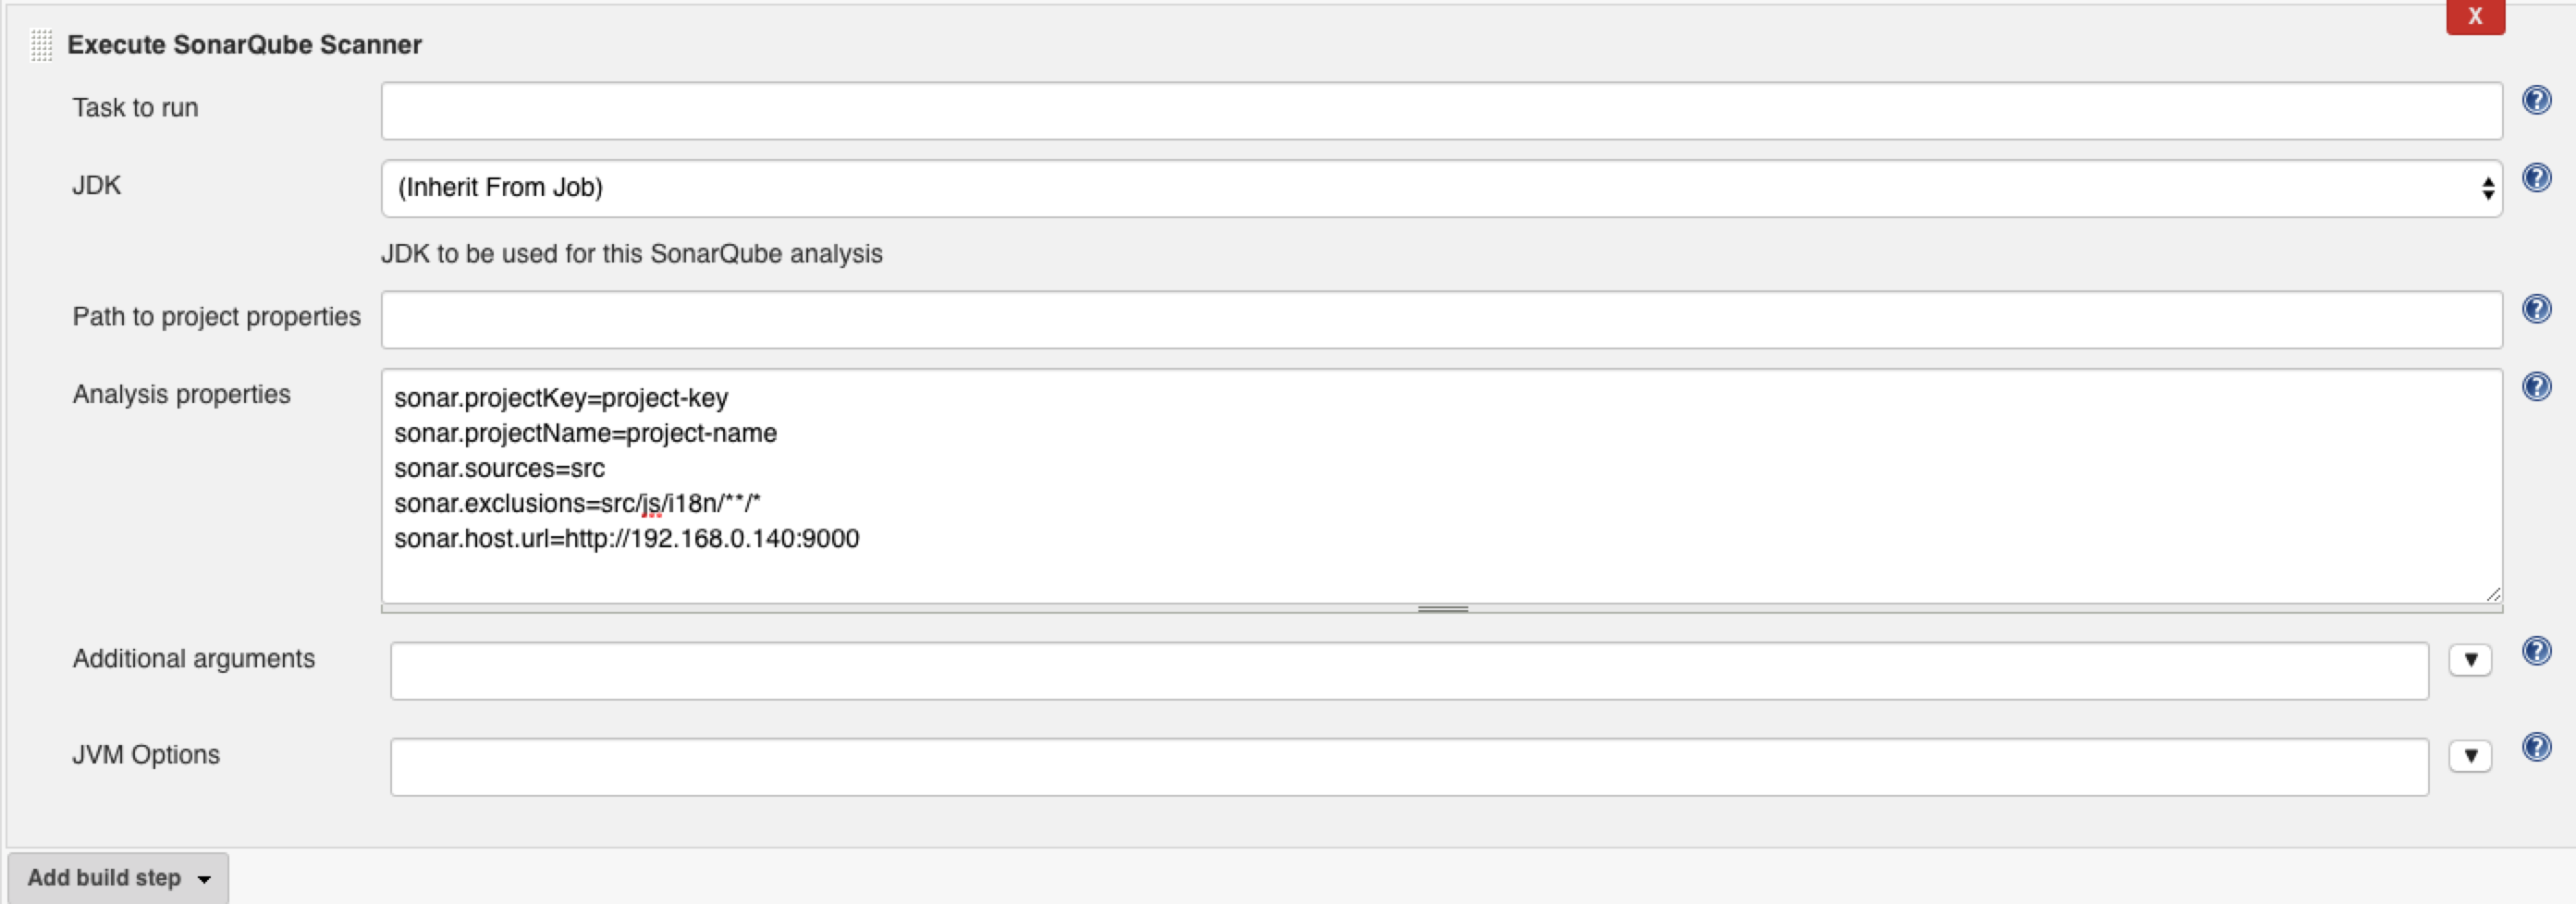 X
Execute SonarQube Scanner
Task to run
JDK
(Inherit From Job)
JDK to be used for this SonarQube analysis
Path to project properties
Analysis properties
sonar.projectKey=project-key
sonar.projectName=project-name
sonar.sources=src
sonar.exclusions=src/js/i18n/**/*
sonar.host.url=http://192.168.0.140:9000
Additional arguments
JVM Options
Add build step